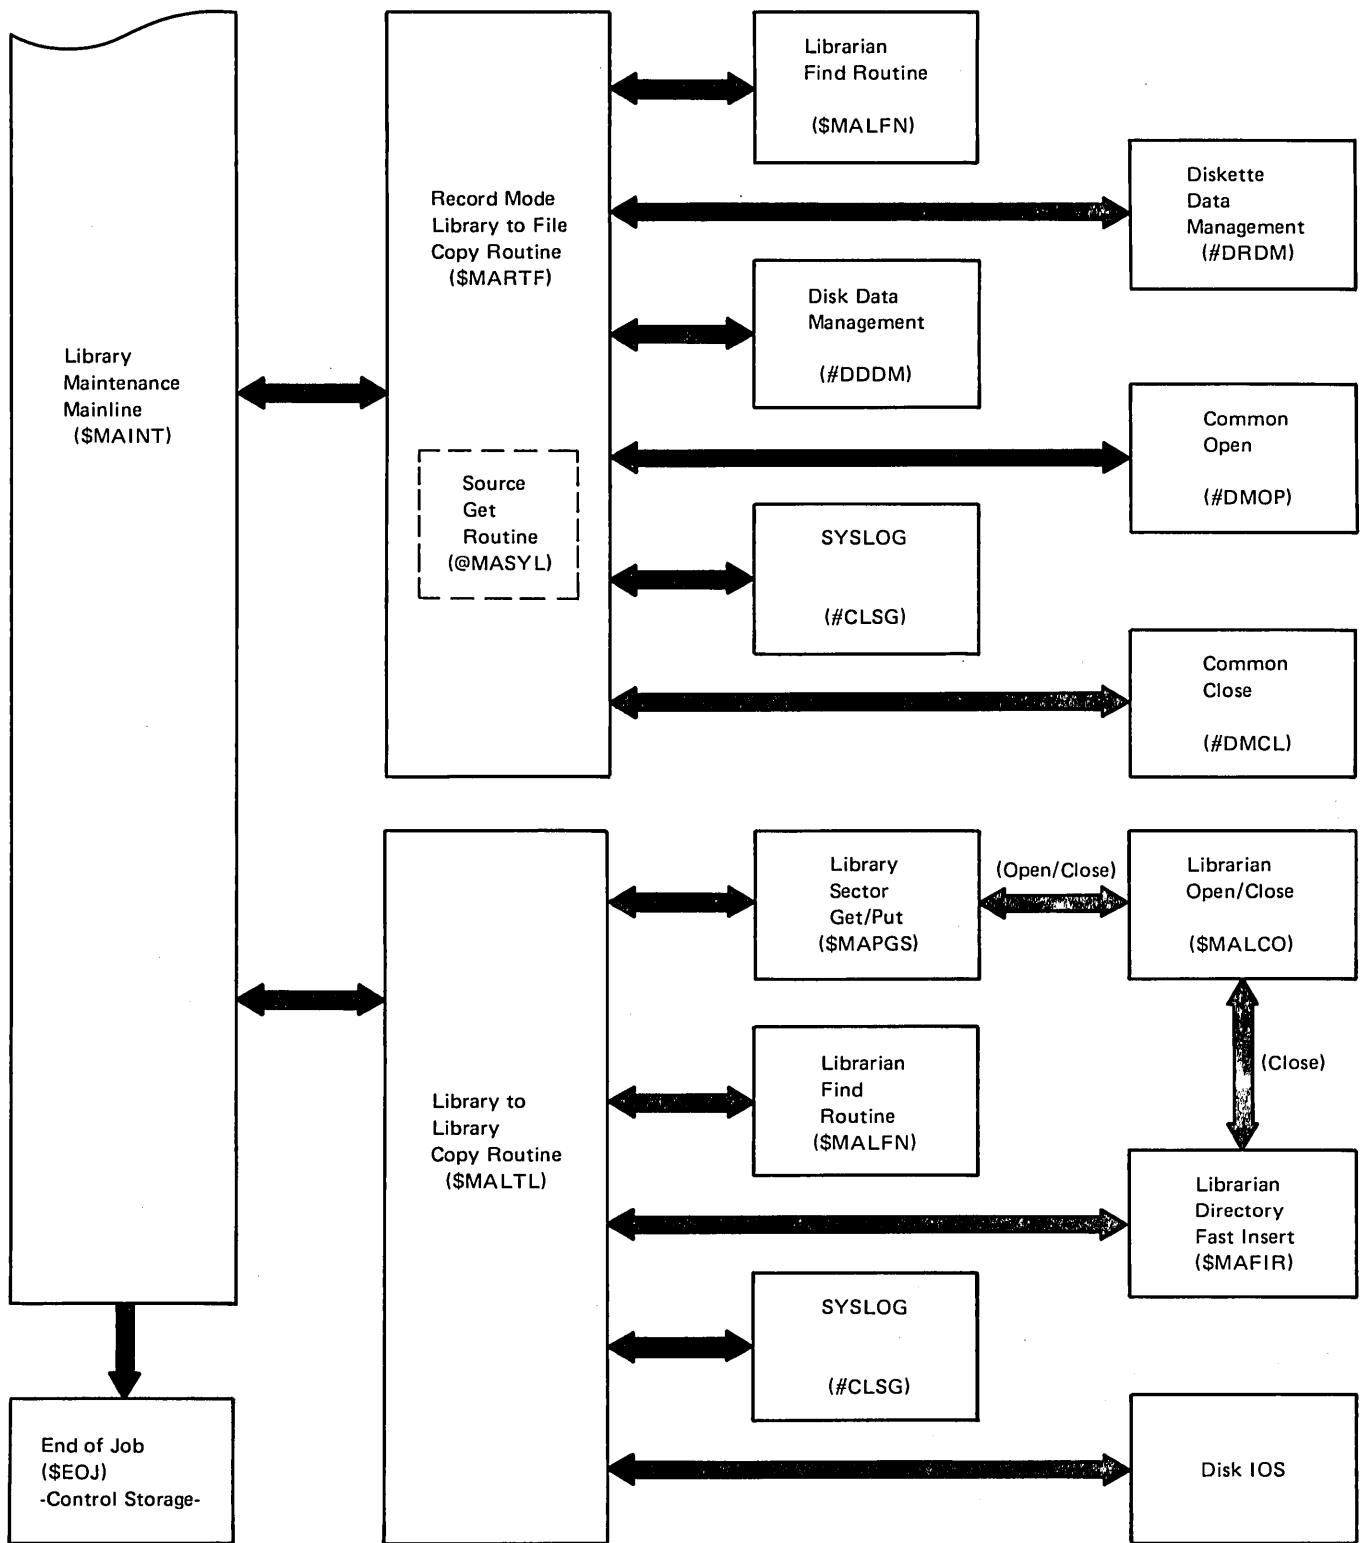 Librarian
Find Routine
($MALFN)
Diskette
Data
Management
(#DRDM)
Record Mode
Library to File
Copy Routine
($MARTF)
Disk Data
Management
(#DDDM)
Library
Maintenance
Mainline
($MAINT)
Common
Open
(#DMOP)
Source
Get
Routine
(@MASYL)
SYSLOG
(#CLSG)
Common
Close
(#DMCL)
Library
Sector
Get/Put
($MAPGS)
(Open/Close)
Librarian
Open/Close
($MALCO)
(Close)
Librarian
Find
Routine
($MALFN)
Library to
Library
Copy Routine
($MALTL)
Librarian
Directory
Fast Insert
($MAFIR)
SYSLOG
(#CLSG)
End of Job
($EOJ)
-Control Storage-
Disk IOS